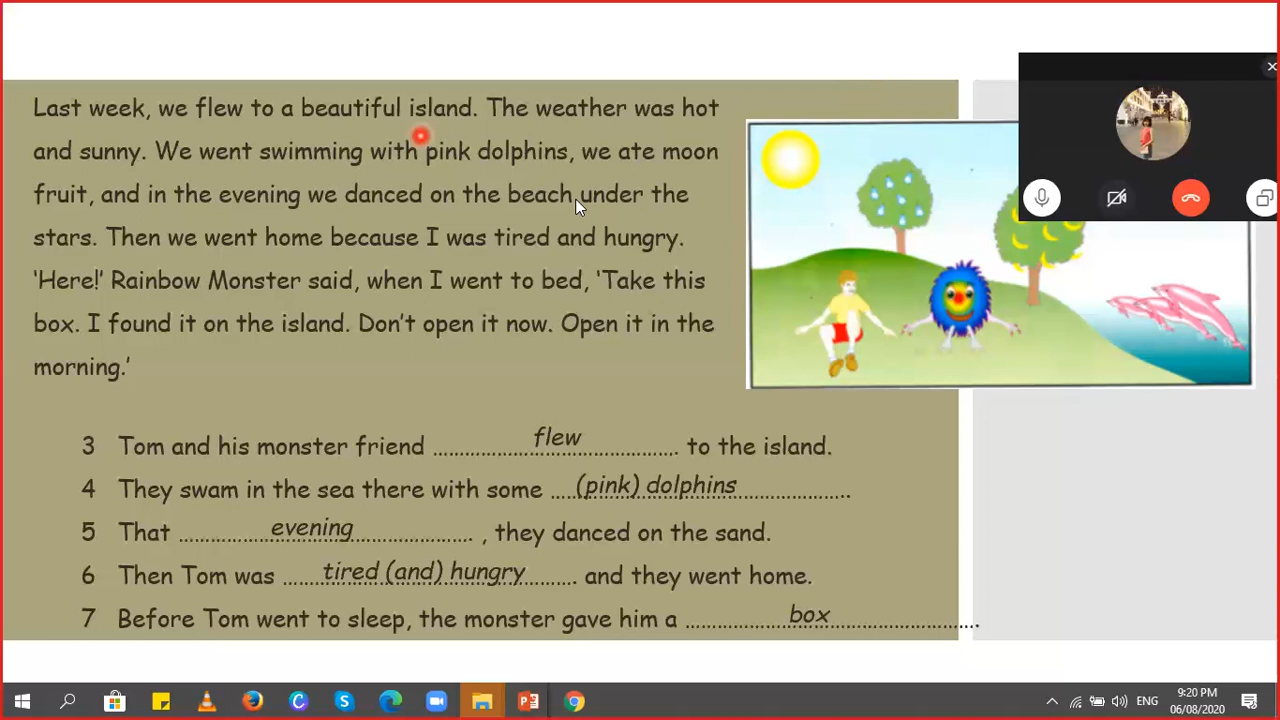 Last week, we flew to a beautiful island. The weather was hot
and sunny. We went swimming with pink dolphins, we ate moon
fruit, and in the evening we danced on the beach under the
stars. Then we went home because I was tired and hungry.
‘Here!’ Rainbow Monster said, when I went to bed, ‘Take this
box. I found it on the island. Don’t open it now. Open it in the
morning.’
3 Tom and his monster friend ............ flew ............ to the island.
4 They swam in the sea there with some ............ (pink) dolphins ............
5 That ............ evening ............ , they danced on the sand.
6 Then Tom was ............ tired (and) hungry ............ and they went home.
7 Before Tom went to sleep, the monster gave him a ............ box ............
ENG
9:20 PM
06/08/2020